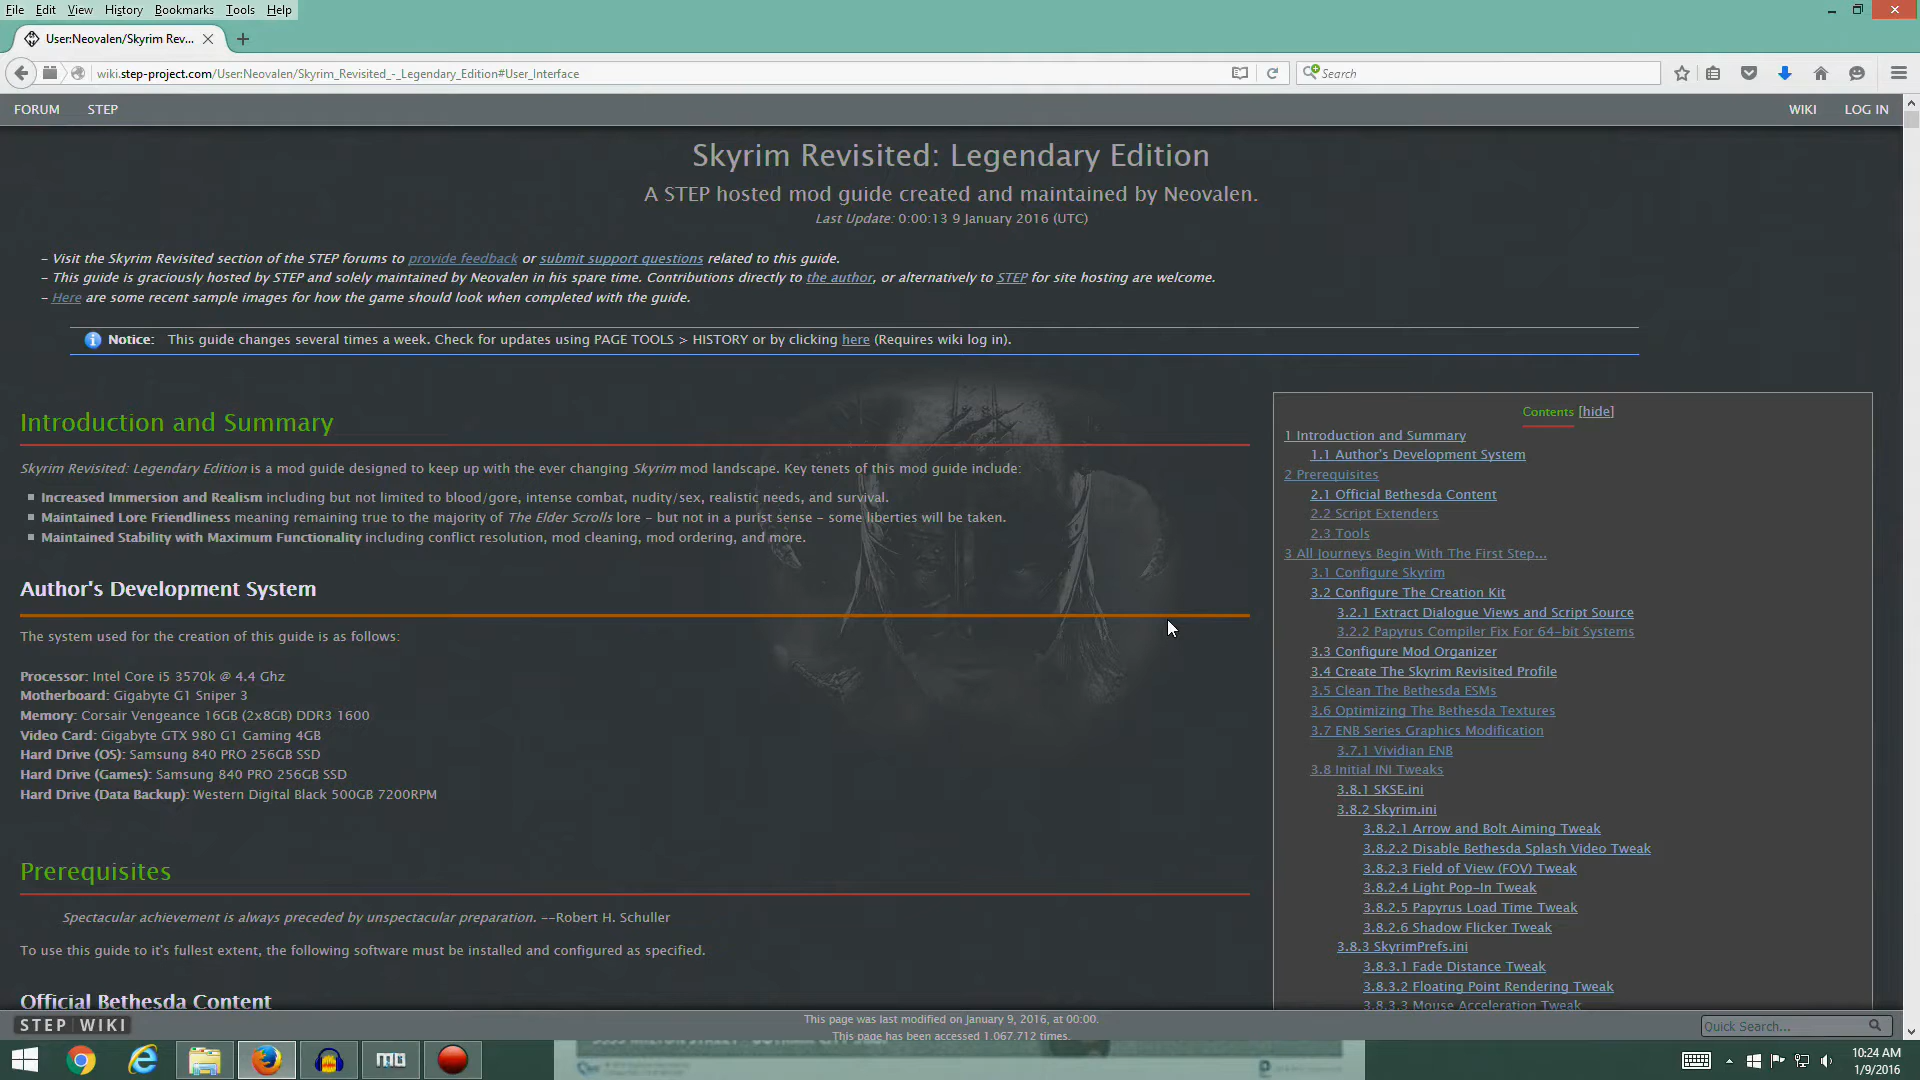 File Edit View History Bookmarks Tools Help
User:Neovalen/Skyrim Rev...
wiki.step-project.com/User:Neovalen/Skyrim_Revisited_-_Legendary_Edition#User_Interface
Search
FORUM STEP WIKI LOG IN
Skyrim Revisited: Legendary Edition
A STEP hosted mod guide created and maintained by Neovalen.
Last Update: 0:00:13 9 January 2016 (UTC)
– Visit the Skyrim Revisited section of the STEP forums to provide feedback or submit support questions related to this guide.
– This guide is graciously hosted by STEP and solely maintained by Neovalen in his spare time. Contributions directly to the author, or alternatively to STEP for site hosting are welcome.
– Here are some recent sample images for how the game should look when completed with the guide.
Notice: This guide changes several times a week. Check for updates using PAGE TOOLS > HISTORY or by clicking here (Requires wiki log in).
Introduction and Summary
Skyrim Revisited: Legendary Edition is a mod guide designed to keep up with the ever changing Skyrim mod landscape. Key tenets of this mod guide include:
Increased Immersion and Realism including but not limited to blood/gore, intense combat, nudity/sex, realistic needs, and survival.
Maintained Lore Friendliness meaning remaining true to the majority of The Elder Scrolls lore – but not in a purist sense – some liberties will be taken.
Maintained Stability with Maximum Functionality including conflict resolution, mod cleaning, mod ordering, and more.
Author's Development System
The system used for the creation of this guide is as follows:
Processor: Intel Core i5 3570k @ 4.4 Ghz
Motherboard: Gigabyte G1 Sniper 3
Memory: Corsair Vengeance 16GB (2x8GB) DDR3 1600
Video Card: Gigabyte GTX 980 G1 Gaming 4GB
Hard Drive (OS): Samsung 840 PRO 256GB SSD
Hard Drive (Games): Samsung 840 PRO 256GB SSD
Hard Drive (Data Backup): Western Digital Black 500GB 7200RPM
Prerequisites
Spectacular achievement is always preceded by unspectacular preparation. --Robert H. Schuller
To use this guide to it's fullest extent, the following software must be installed and configured as specified.
Official Bethesda Content
Contents [hide]
1 Introduction and Summary
1.1 Author's Development System
2 Prerequisites
2.1 Official Bethesda Content
2.2 Script Extenders
2.3 Tools
3 All Journeys Begin With The First Step...
3.1 Configure Skyrim
3.2 Configure The Creation Kit
3.2.1 Extract Dialogue Views and Script Source
3.2.2 Papyrus Compiler Fix For 64-bit Systems
3.3 Configure Mod Organizer
3.4 Create The Skyrim Revisited Profile
3.5 Clean The Bethesda ESMs
3.6 Optimizing The Bethesda Textures
3.7 ENB Series Graphics Modification
3.7.1 Vividian ENB
3.8 Initial INI Tweaks
3.8.1 SKSE.ini
3.8.2 Skyrim.ini
3.8.2.1 Arrow and Bolt Aiming Tweak
3.8.2.2 Disable Bethesda Splash Video Tweak
3.8.2.3 Field of View (FOV) Tweak
3.8.2.4 Light Pop-In Tweak
3.8.2.5 Papyrus Load Time Tweak
3.8.2.6 Shadow Flicker Tweak
3.8.3 SkyrimPrefs.ini
3.8.3.1 Fade Distance Tweak
3.8.3.2 Floating Point Rendering Tweak
3.8.3.3 Mouse Acceleration Tweak
STEP WIKI
This page was last modified on January 9, 2016, at 00:00.
This page has been accessed 1,067,712 times.
Quick Search...
10:24 AM
1/9/2016